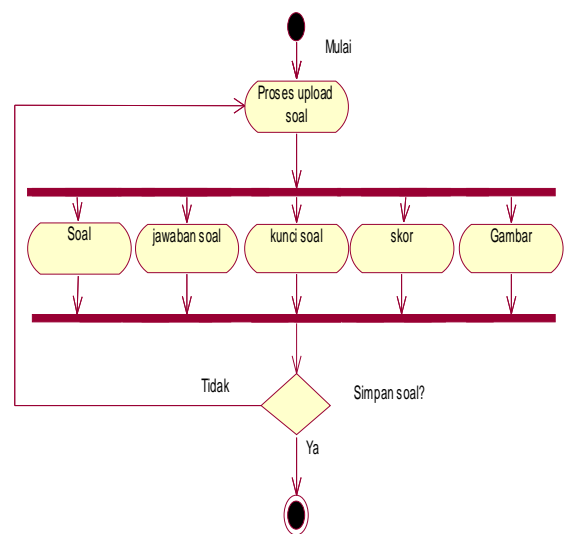 Mulai
Proses upload
soal
Soal
jawaban soal
kunci soal
skor
Gambar
Tidak
Simpan soal?
Ya